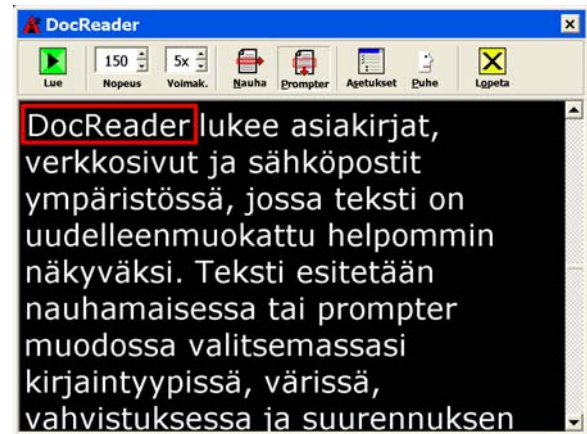 DocReader
150 5x
Lue Nopeus Voimak. Nauha Prompter Asetukset Puhe Lopeta
DocReader lukee asiakirjat,
verkkosivut ja sähköpostit
ympäristössä, jossa teksti on
uudelleenmuokattu helpommin
näkyväksi. Teksti esitetään
nauhamaisessa tai prompter
muodossa valitsemassasi
kirjaintyypissä, värissä,
vahvistuksessa ja suurennuksen